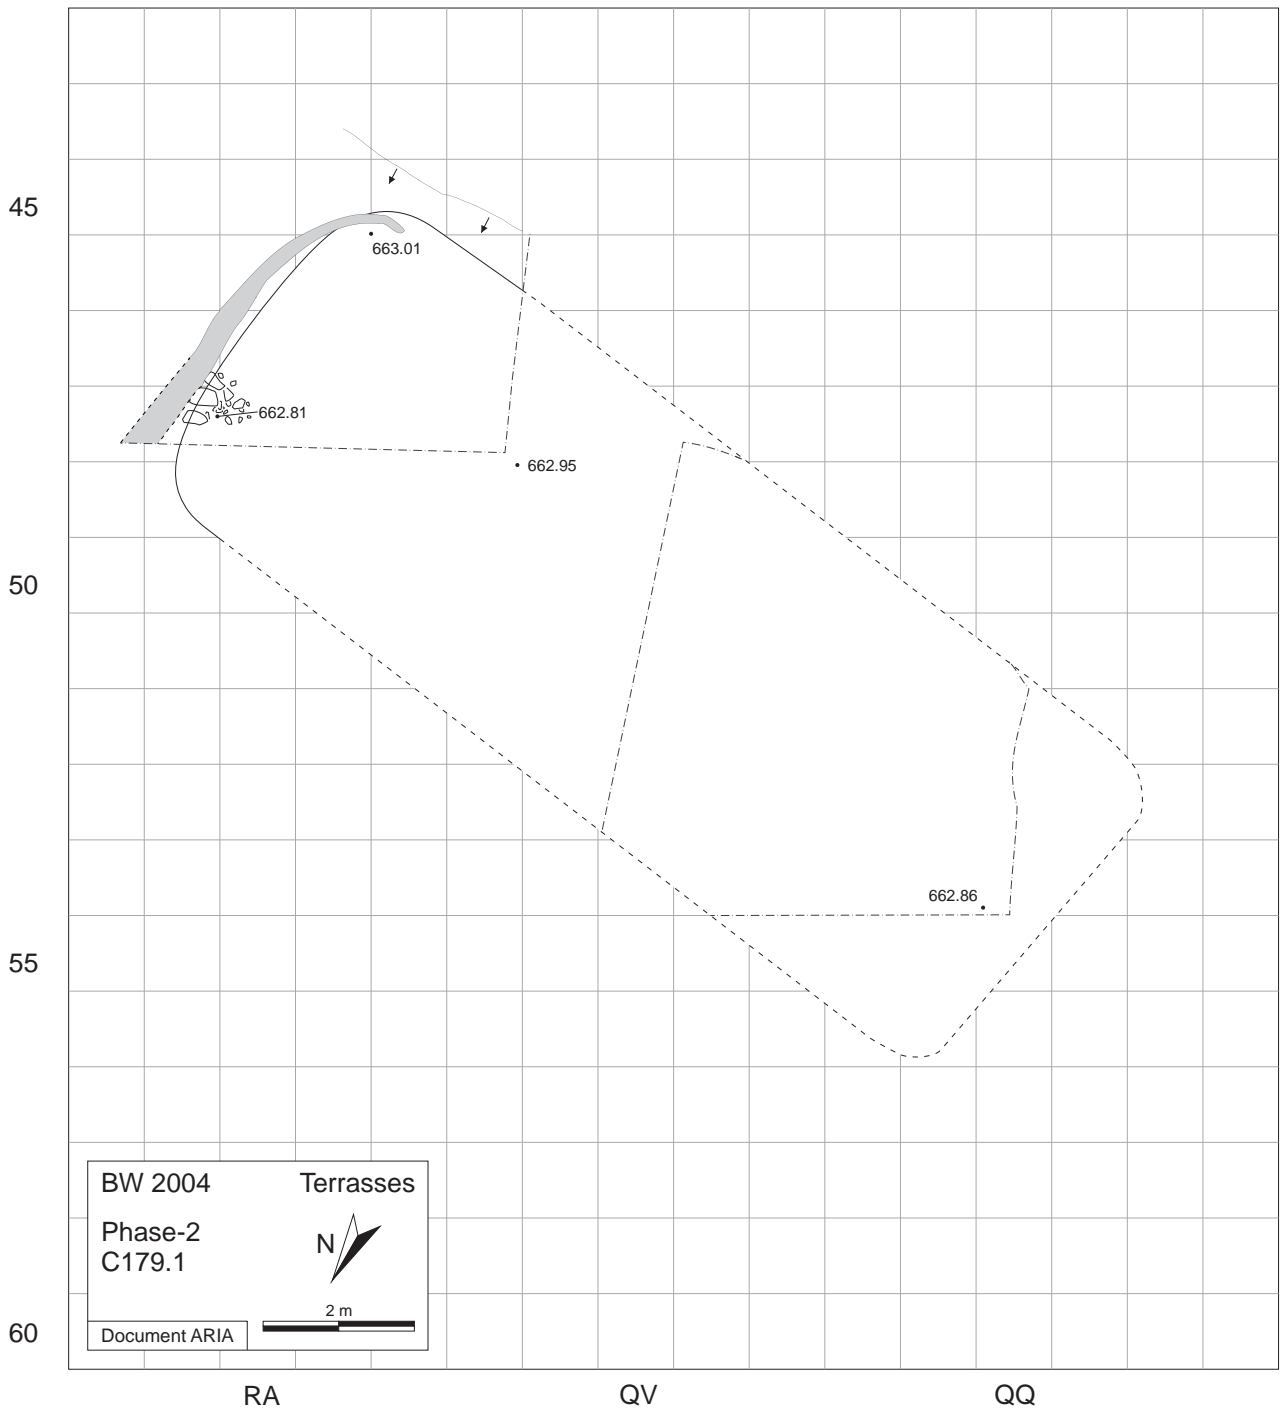 45
663.01
662.81
662.95
50
662.86
55
BW 2004 Terrasses
Phase-2
C179.1
N
2 m
Document ARIA
60
RA QV QQ